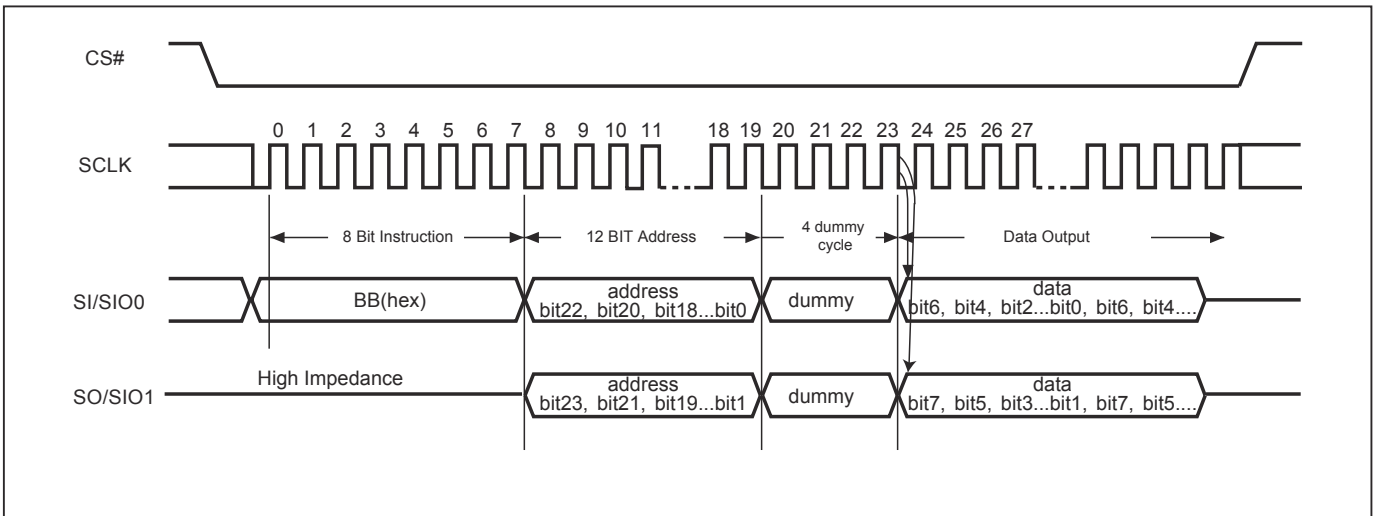 CS#
0 1 2 3 4 5 6 7 8 9 10 11 18 19 20 21 22 23 24 25 26 27
SCLK
8 Bit Instruction
12 BIT Address
4 dummy
cycle
Data Output
SI/SIO0
BB(hex)
address
bit22, bit20, bit18...bit0
dummy
data
bit6, bit4, bit2...bit0, bit6, bit4....
SO/SIO1
High Impedance
address
bit23, bit21, bit19...bit1
dummy
data
bit7, bit5, bit3...bit1, bit7, bit5....